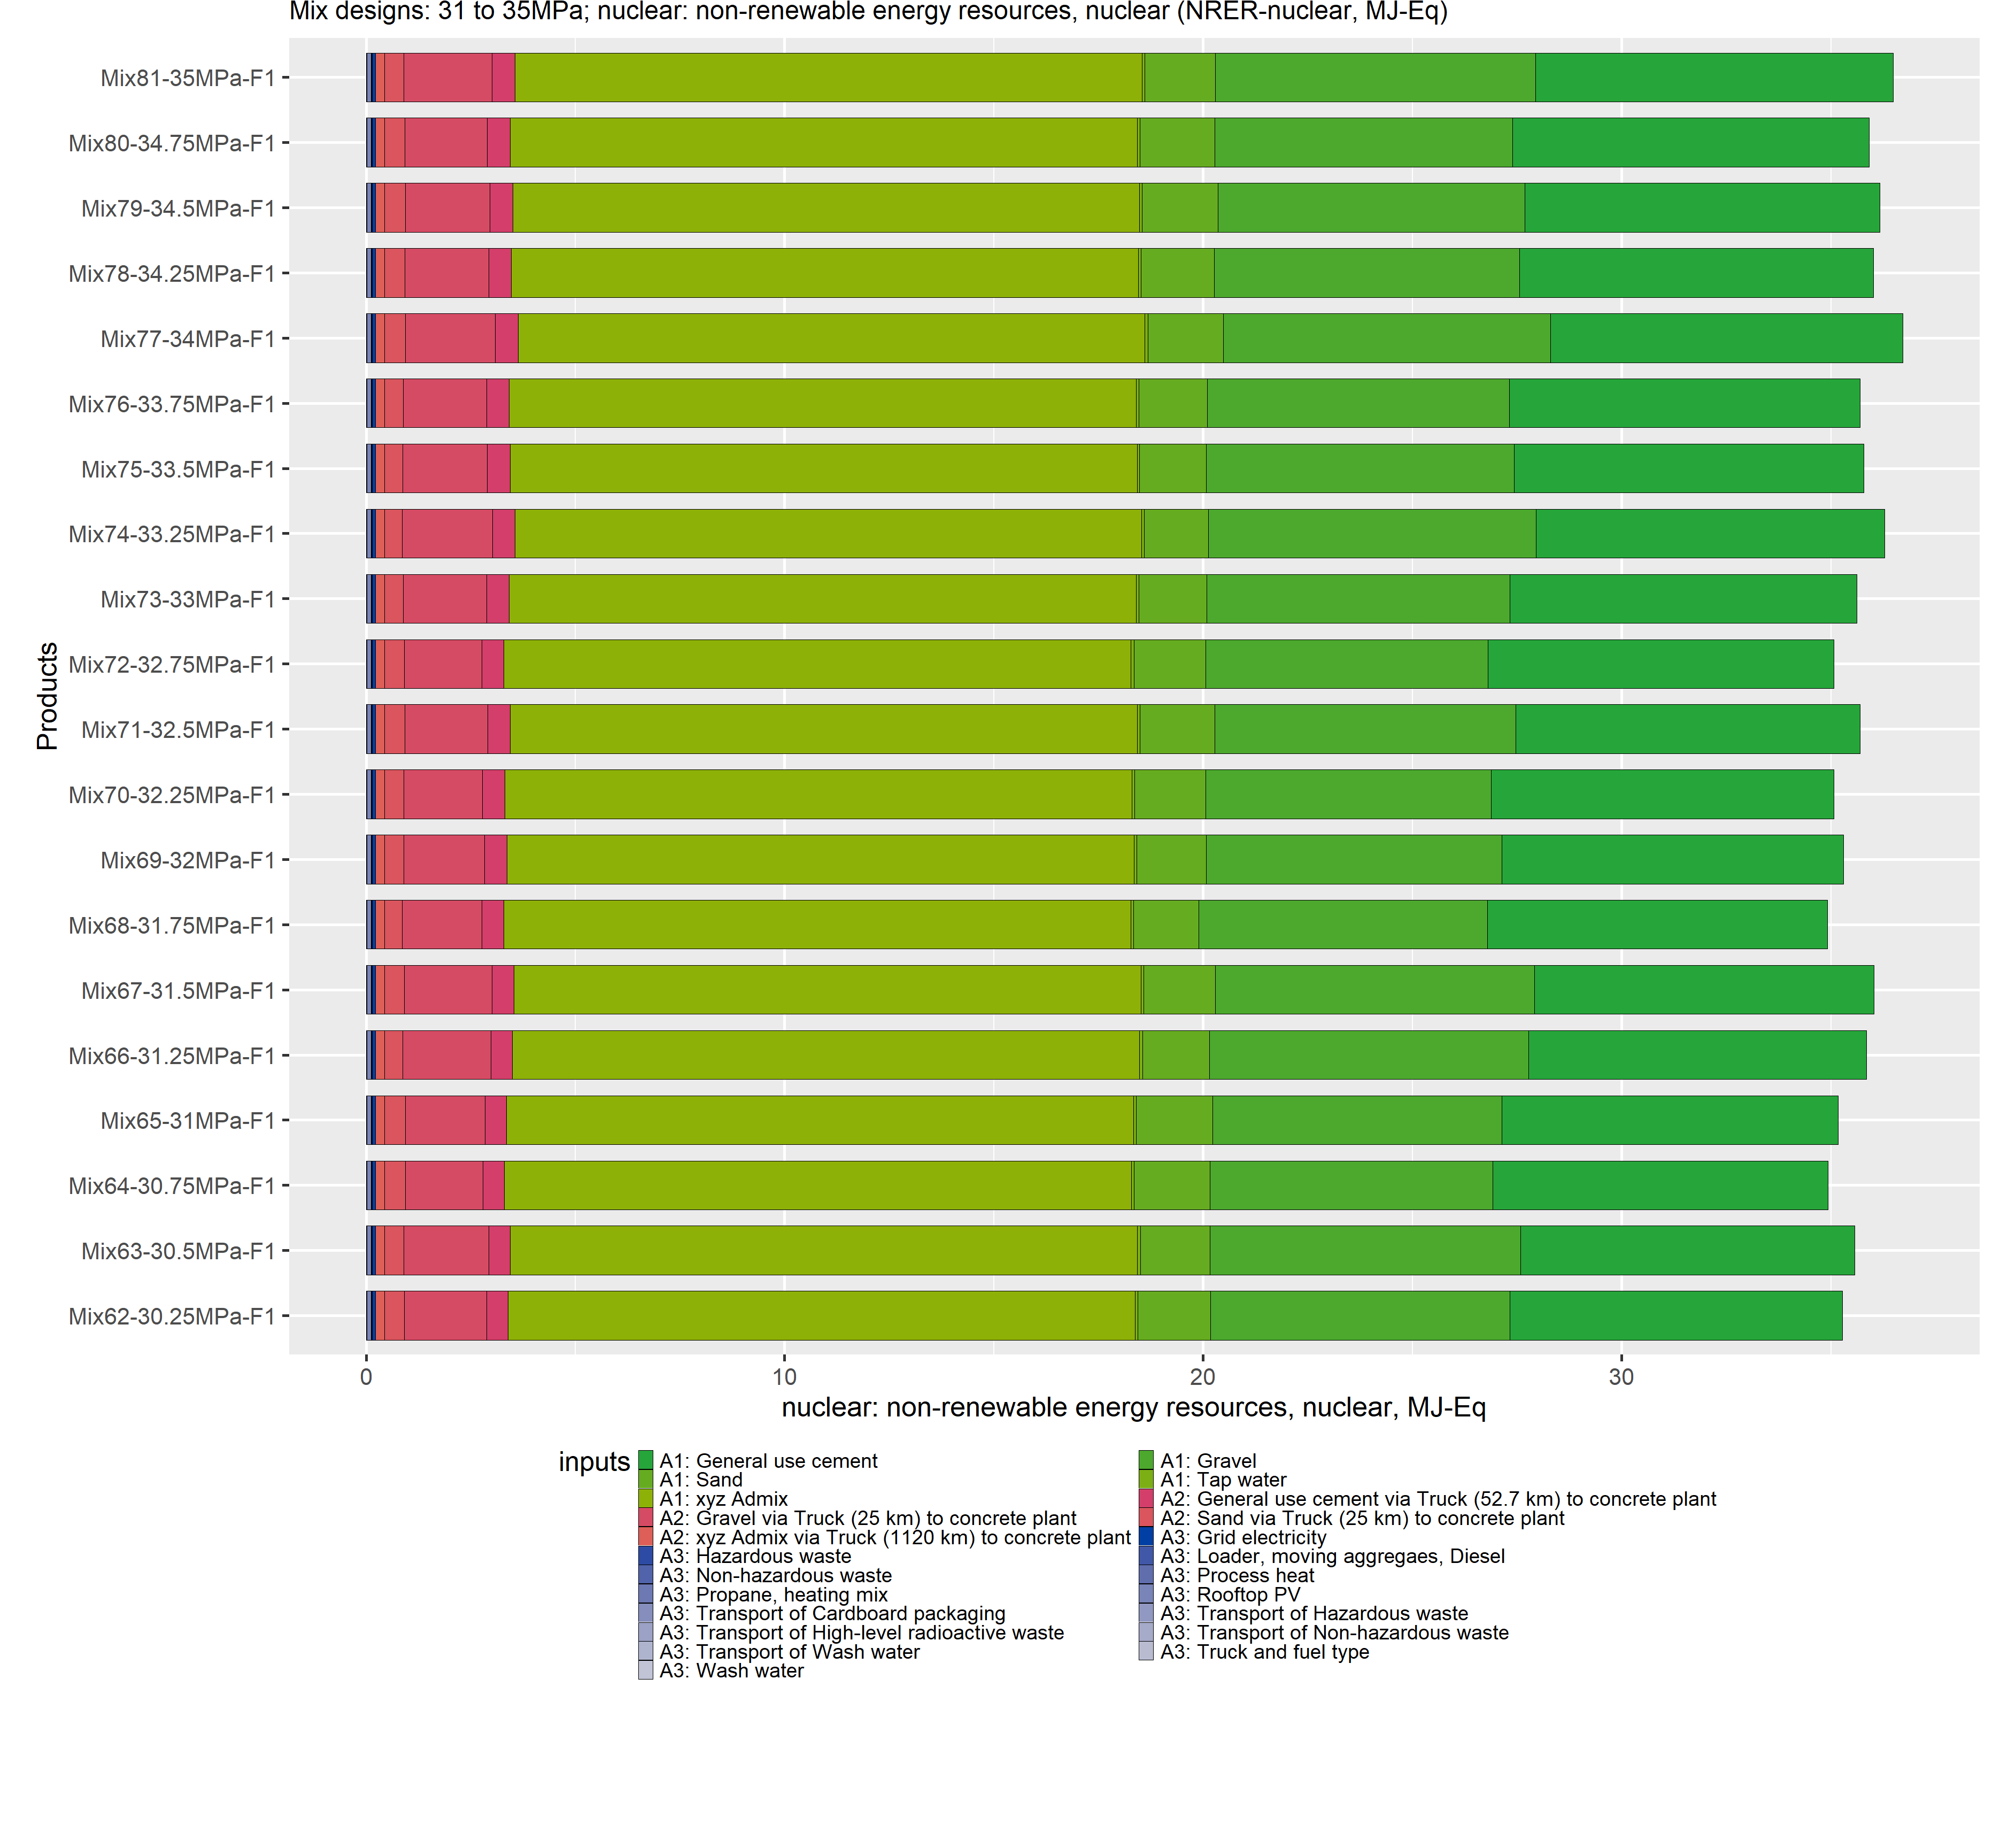 Mix designs: 31 to 35MPa; nuclear: non-renewable energy resources, nuclear (NRER-nuclear, MJ-Eq)
Mix81-35MPa-F1
Mix80-34.75MPa-F1
Mix79-34.5MPa-F1
Mix78-34.25MPa-F1
Mix77-34MPa-F1
Mix76-33.75MPa-F1
Mix75-33.5MPa-F1
Mix74-33.25MPa-F1
Mix73-33MPa-F1
Mix72-32.75MPa-F1
Mix71-32.5MPa-F1
Mix70-32.25MPa-F1
Mix69-32MPa-F1
Mix68-31.75MPa-F1
Mix67-31.5MPa-F1
Mix66-31.25MPa-F1
Mix65-31MPa-F1
Mix64-30.75MPa-F1
Mix63-30.5MPa-F1
Mix62-30.25MPa-F1
Products
0 10 20 30
nuclear: non-renewable energy resources, nuclear, MJ-Eq
inputs
A1: General use cement
A1: Gravel
A1: Sand
A1: Tap water
A1: xyz Admix
A2: General use cement via Truck (52.7 km) to concrete plant
A2: Gravel via Truck (25 km) to concrete plant
A2: Sand via Truck (25 km) to concrete plant
A2: xyz Admix via Truck (1120 km) to concrete plant
A3: Grid electricity
A3: Hazardous waste
A3: Loader, moving aggregaes, Diesel
A3: Non-hazardous waste
A3: Process heat
A3: Propane, heating mix
A3: Rooftop PV
A3: Transport of Cardboard packaging
A3: Transport of Hazardous waste
A3: Transport of High-level radioactive waste
A3: Transport of Non-hazardous waste
A3: Transport of Wash water
A3: Truck and fuel type
A3: Wash water